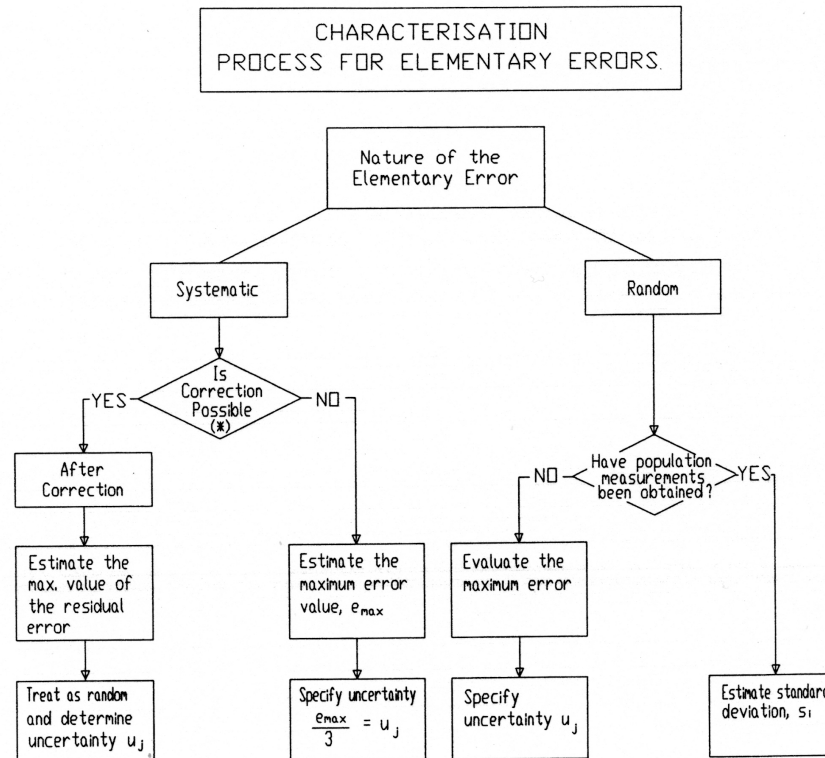 CHARACTERISATION
PROCESS FOR ELEMENTARY ERRORS.
Nature of the
Elementary Error
Systematic
Random
Is
Correction
Possible
(*)
YES
NO
After
Correction
Estimate the
max. value of
the residual
error
Treat as random
and determine
uncertainty uj
Estimate the
maximum error
value, emax
Specify uncertainty
emax/3 = uj
Have population
measurements
been obtained?
NO
YES
Evaluate the
maximum error
Specify
uncertainty uj
Estimate standard
deviation, si